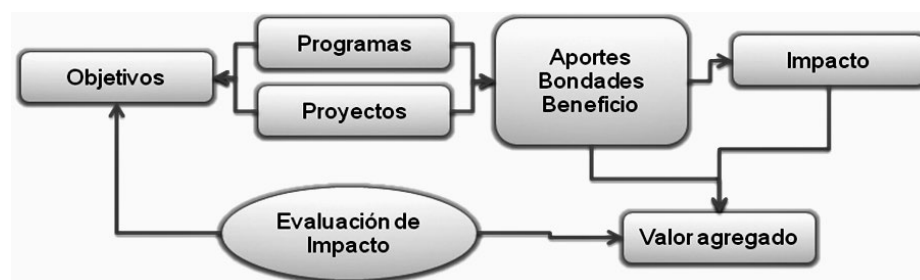 Programas
Objetivos
Proyectos
Aportes
Bondades
Beneficio
Impacto
Evaluación de
Impacto
Valor agregado